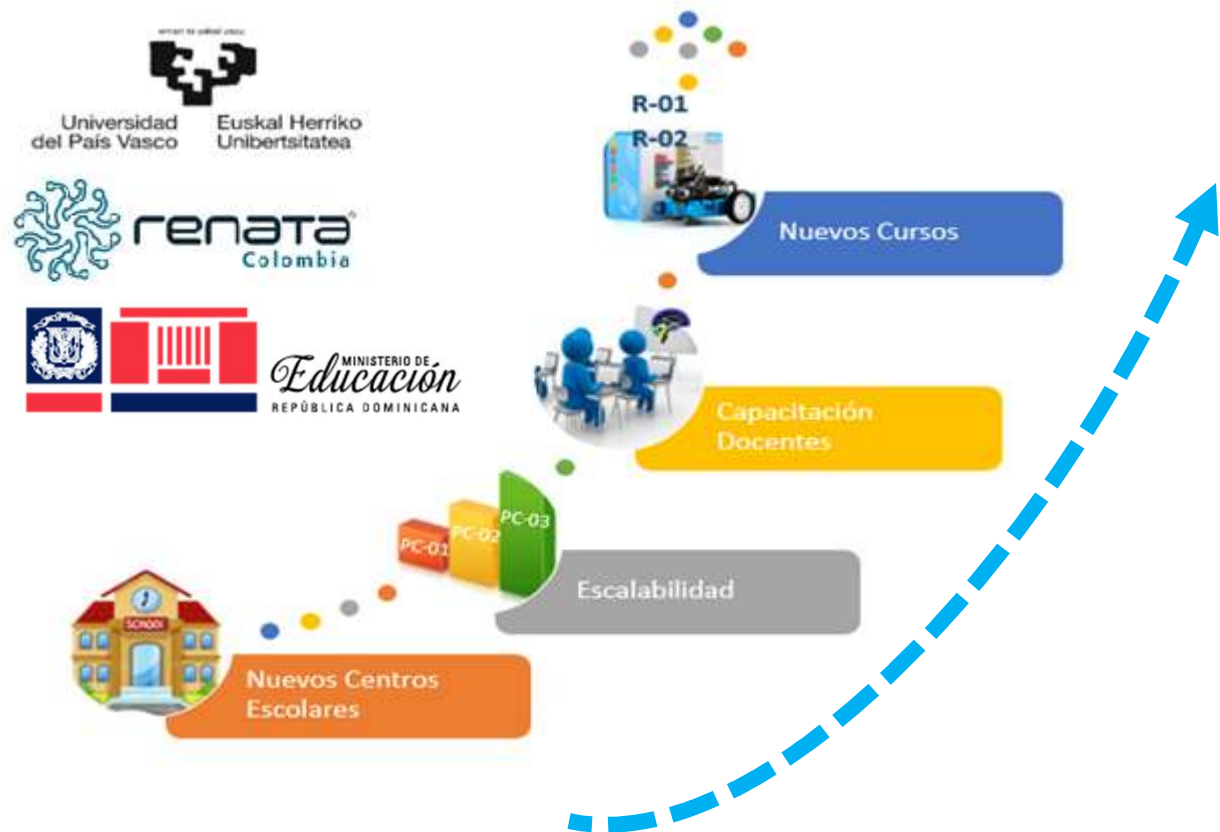 Universidad
del País Vasco
Euskal Herriko
Unibertsitatea
renata
Colombia
MINISTERIO DE
Educación
REPÚBLICA DOMINICANA
R-01
R-02
Nuevos Cursos
Capacitación
Docentes
PC-01
PC-02
PC-03
Escalabilidad
SCHOOL
Nuevos Centros
Escolares